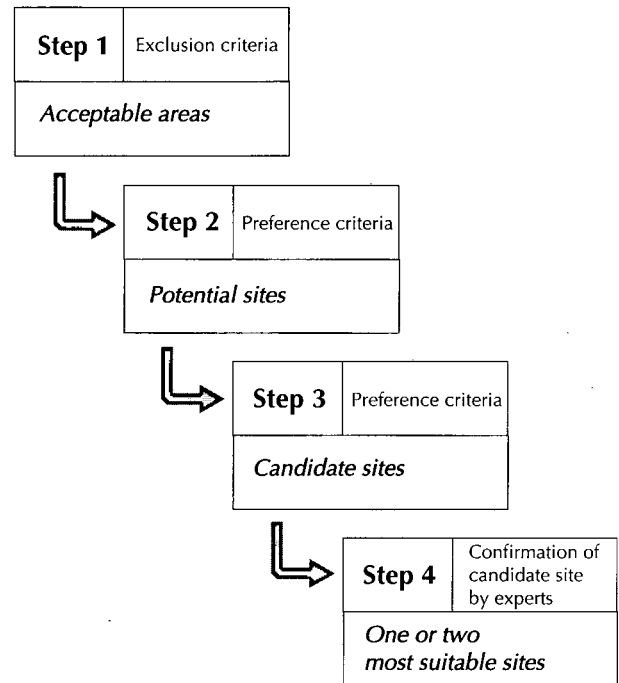 Step 1
Exclusion criteria
Acceptable areas
Step 2
Preference criteria
Potential sites
Step 3
Preference criteria
Candidate sites
Step 4
Confirmation of
candidate site
by experts
One or two
most suitable sites